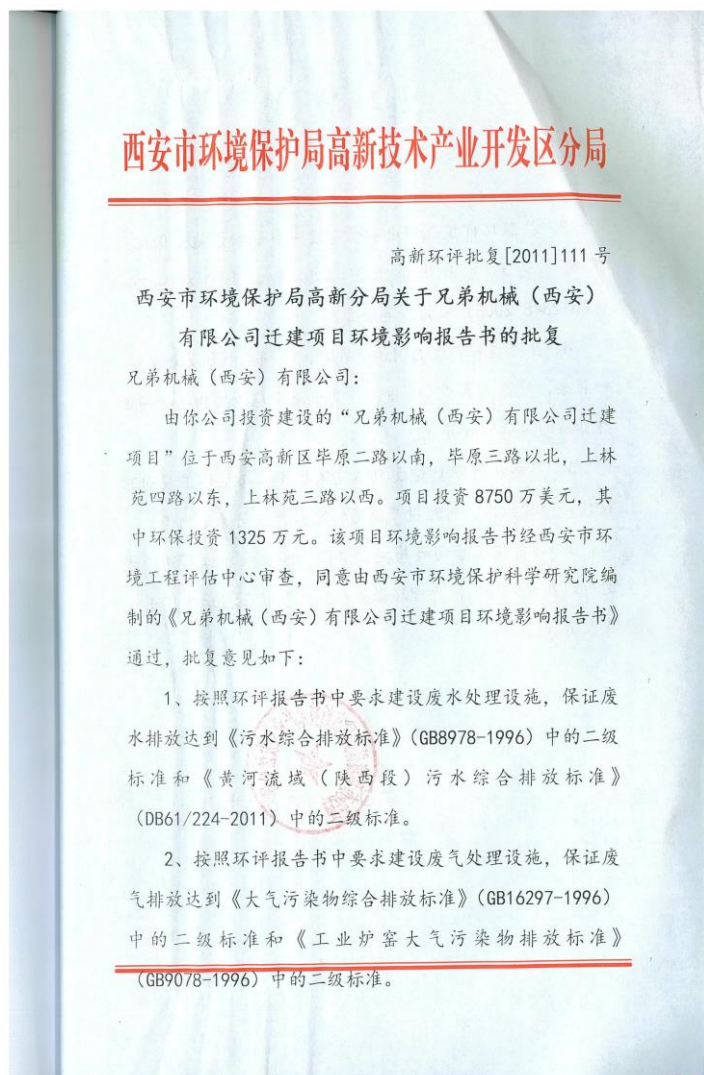 西安市环境保护局高新技术产业开发区分局
高新环评批复[2011]111 号
西安市环境保护局高新分局关于兄弟机械（西安）
有限公司迁建项目环境影响报告书的批复
兄弟机械（西安）有限公司：
由你公司投资建设的“兄弟机械（西安）有限公司迁建
项目”位于西安高新区毕原二路以南，毕原三路以北，上林
苑四路以东，上林苑三路以西。项目投资 8750 万美元，其
中环保投资 1325 万元。该项目环境影响报告书经西安市环
境工程评估中心审查，同意由西安市环境保护科学研究院编
制的《兄弟机械（西安）有限公司迁建项目环境影响报告书》
通过，批复意见如下：
1、按照环评报告书中要求建设废水处理设施，保证废
水排放达到《污水综合排放标准》（GB8978-1996）中的二级
标准和《黄河流域（陕西段）污水综合排放标准》
（DB61/224-2011）中的二级标准。
2、按照环评报告书中要求建设废气处理设施，保证废
气排放达到《大气污染物综合排放标准》（GB16297-1996）
中的二级标准和《工业炉窑大气污染物排放标准》
（GB9078-1996）中的二级标准。